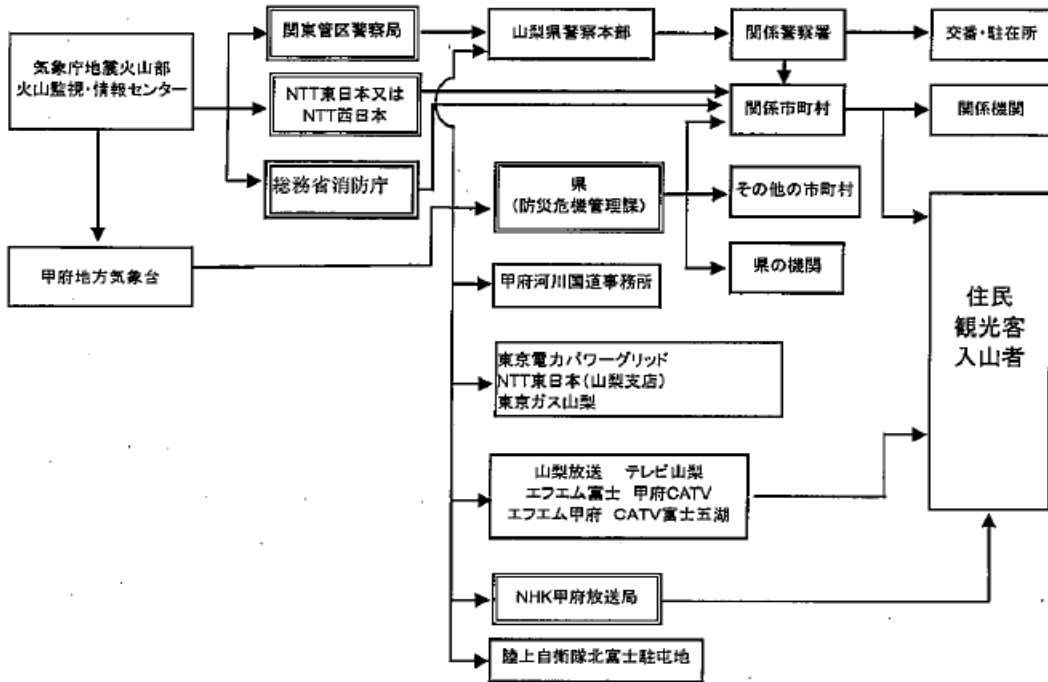 関東管区警察局
山梨県警察本部
関係警察署
交番・駐在所
気象庁地震火山部
火山監視・情報センター
NTT東日本又は
NTT西日本
関係市町村
関係機関
総務省消防庁
県
(防災危機管理課)
その他の市町村
甲府地方気象台
県の機関
甲府河川国道事務所
住民
観光客
入山者
東京電力パワーグリッド
NTT東日本(山梨支店)
東京ガス山梨
山梨放送 テレビ山梨
エフエム富士 甲府CATV
エフエム甲府 CATV富士五湖
NHK甲府放送局
陸上自衛隊北富士駐屯地